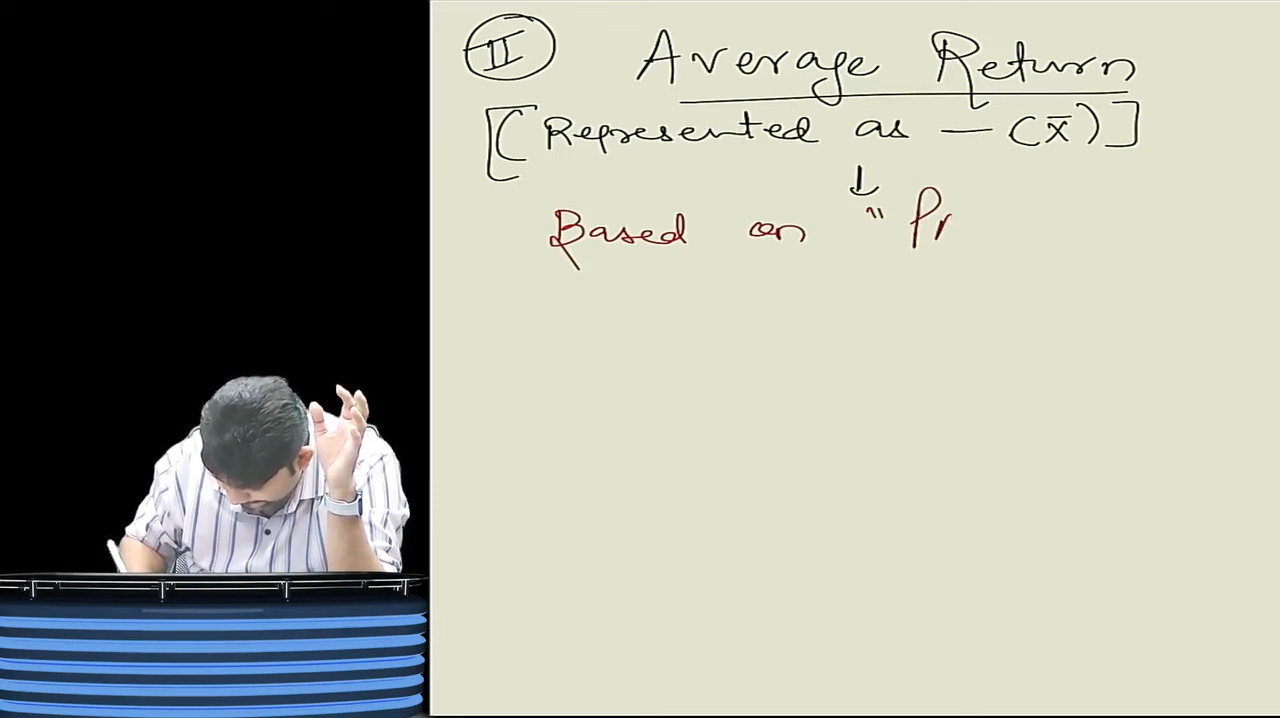 II Average Return
[(Represented as — (x̄)]
↓
Based on " Pr